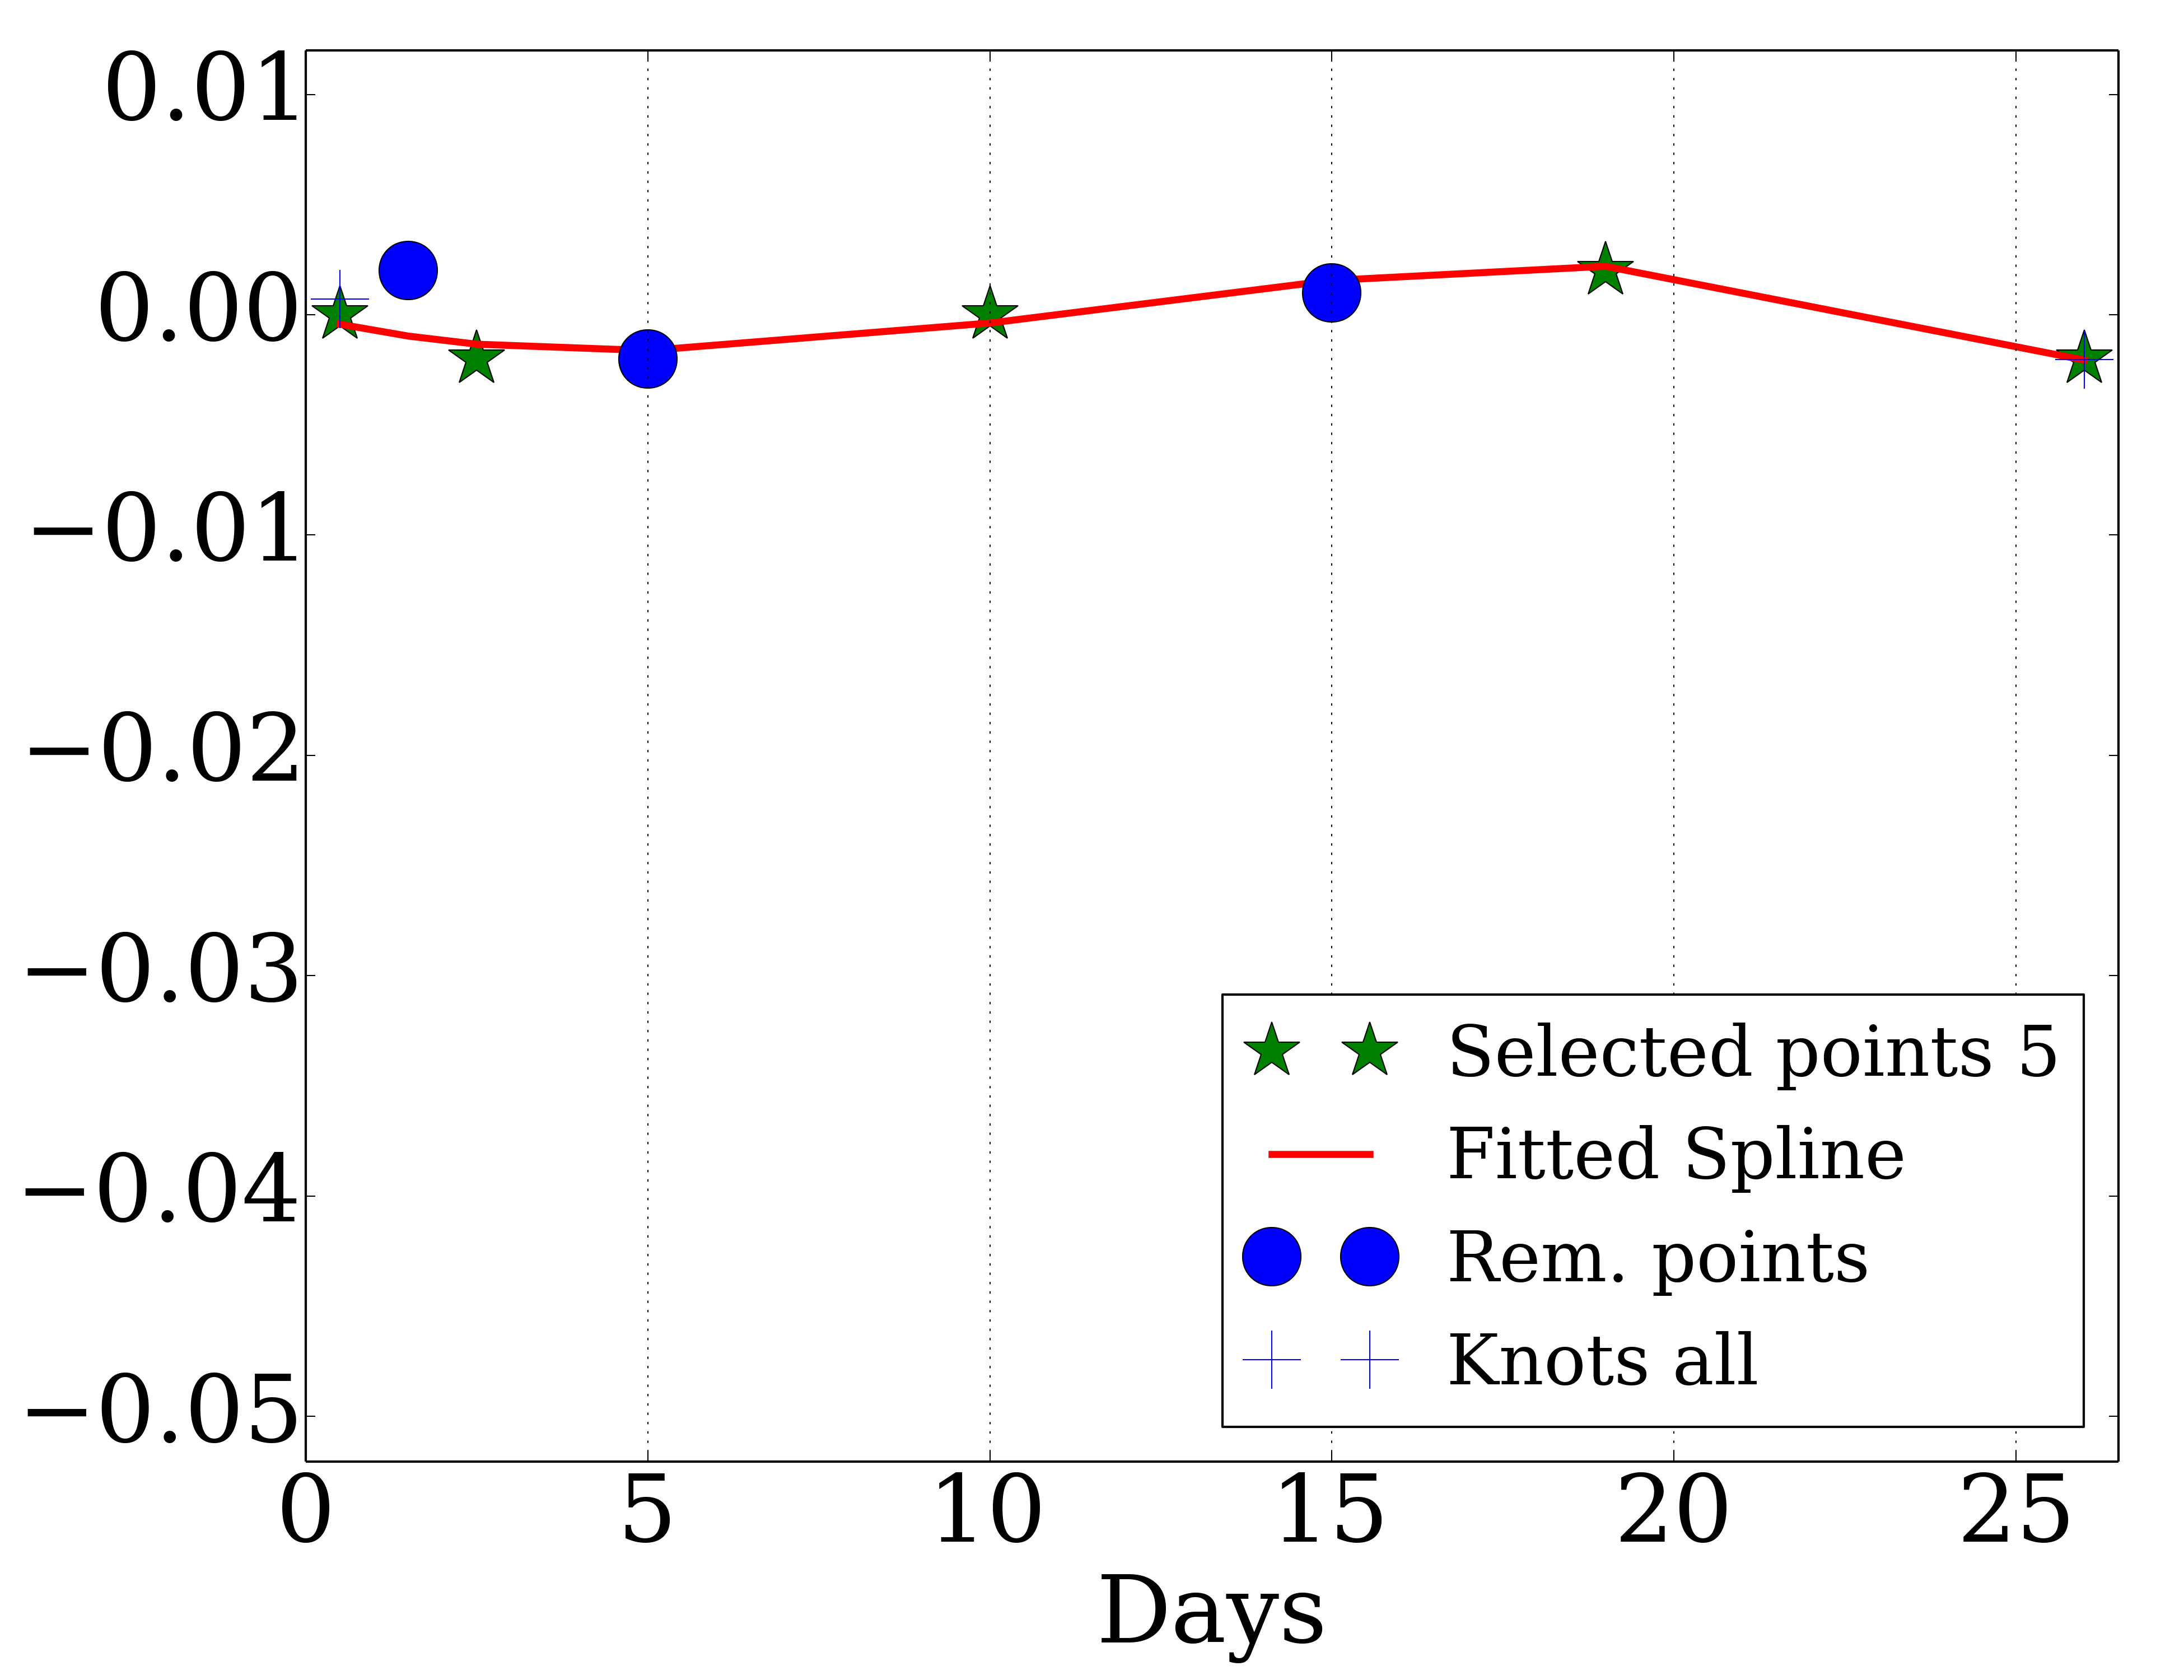 0.01
0.00
−0.01
−0.02
−0.03
−0.04
−0.05
Selected points 5
Fitted Spline
Rem. points
Knots all
0 5 10 15 20 25
Days